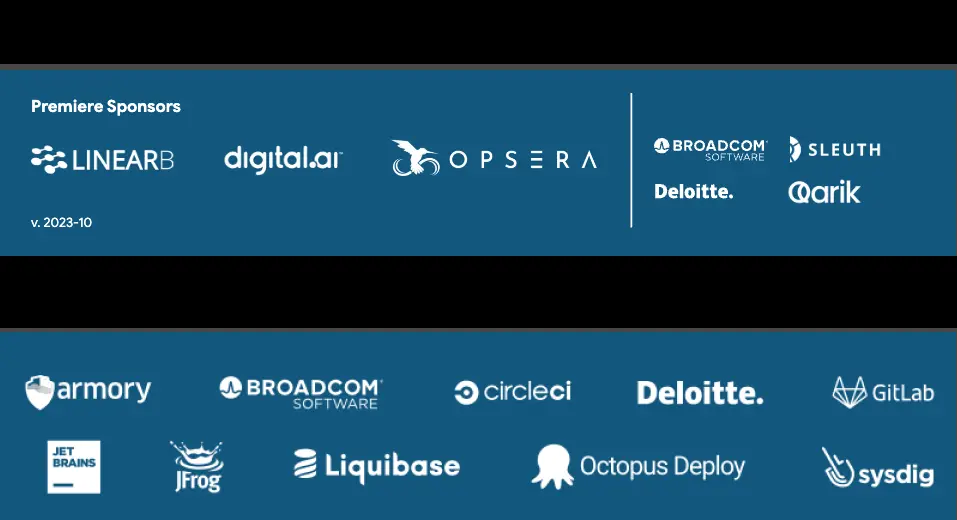 Premiere Sponsors
LINEARB
digital.ai
OPSERA
BROADCOM
SOFTWARE
SLEUTH
Deloitte.
Qarik
v. 2023-10
armory
BROADCOM
SOFTWARE
circleci
Deloitte.
GitLab
JET
BRAINS
JFrog
Liquibase
Octopus Deploy
sysdig